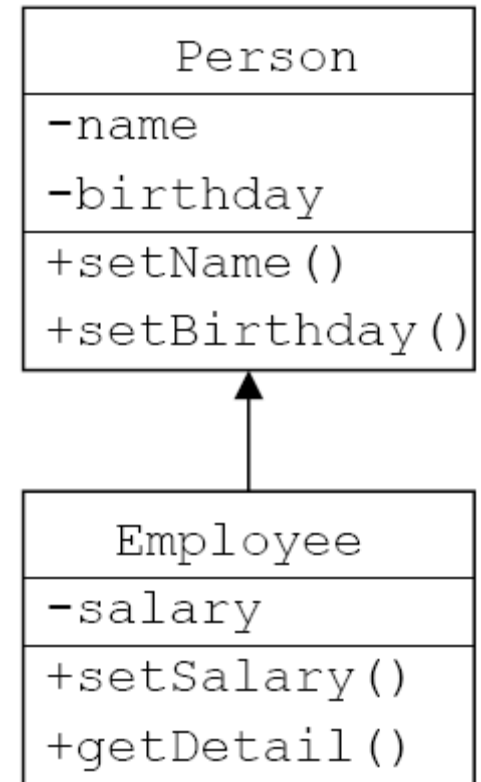 Person
-name
-birthday
+setName()
+setBirthday()
Employee
-salary
+setSalary()
+getDetail()